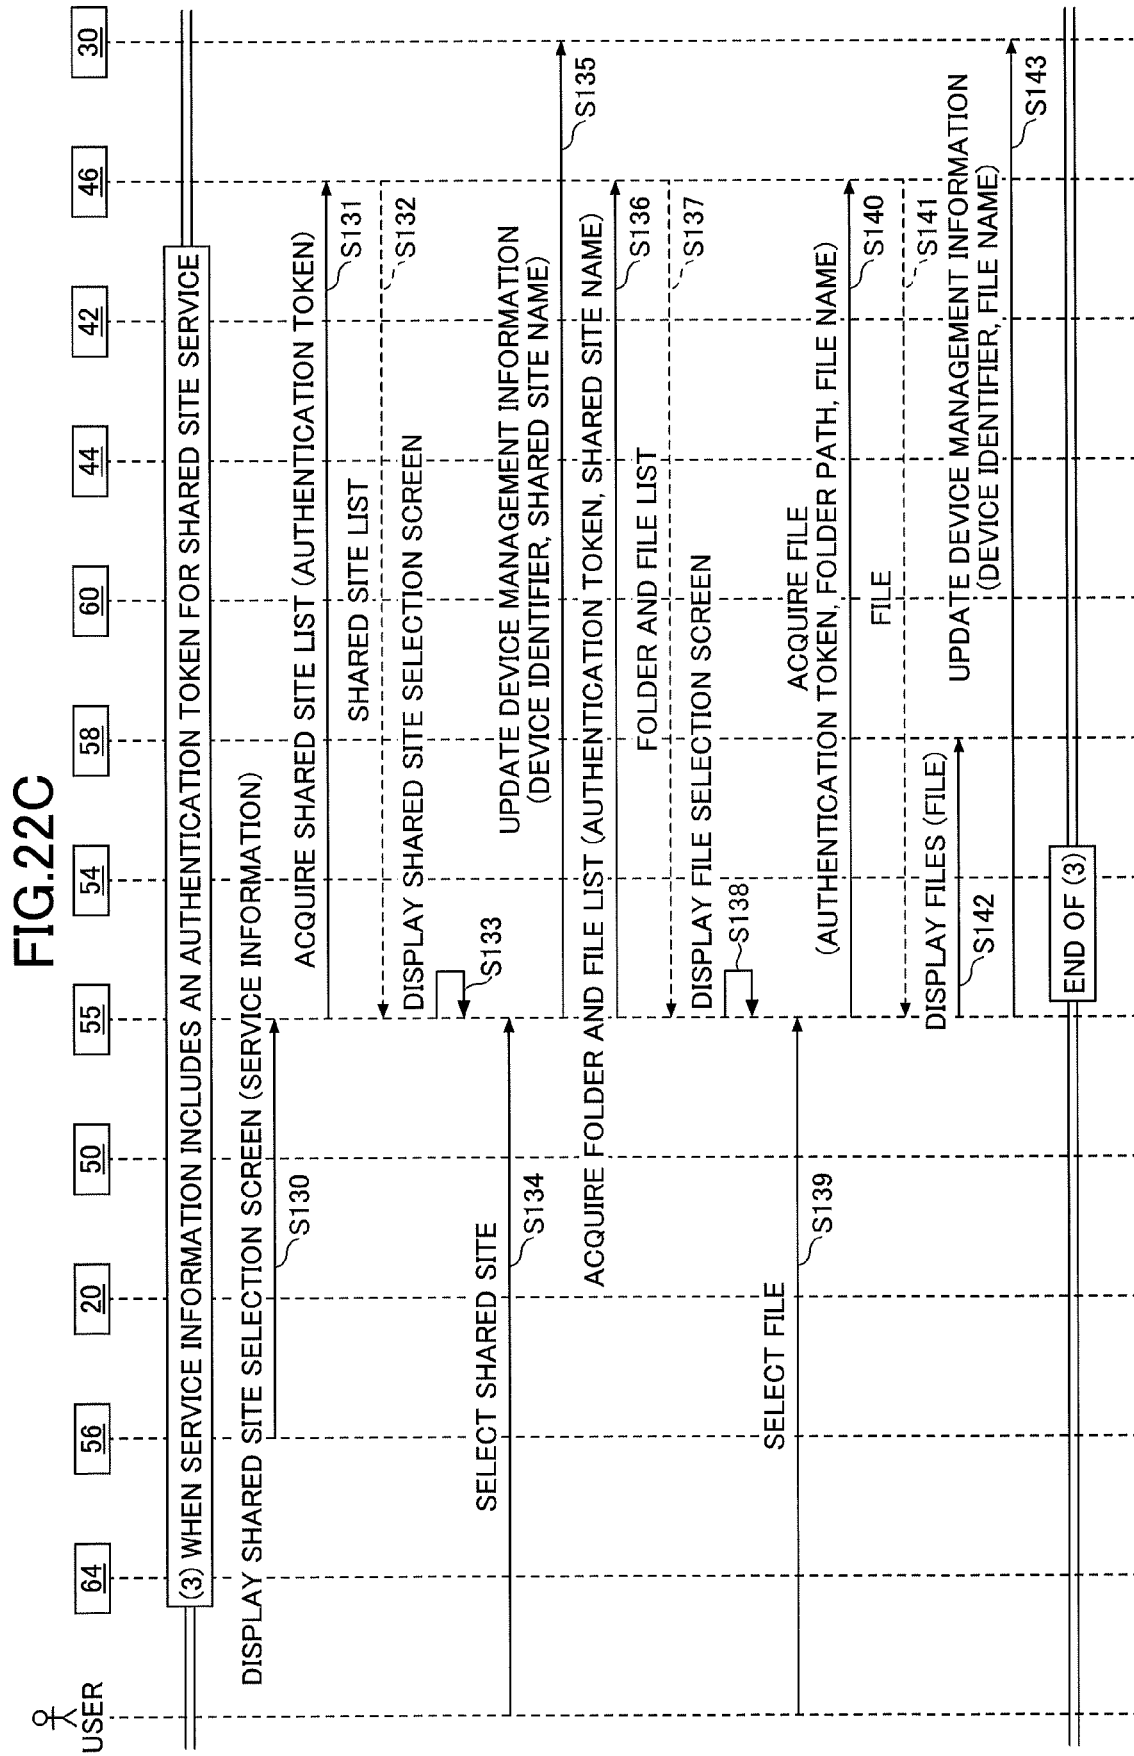 FIG.22C
USER
64
56
20
50
55
54
58
60
44
42
46
30
(3) WHEN SERVICE INFORMATION INCLUDES AN AUTHENTICATION TOKEN FOR SHARED SITE SERVICE
DISPLAY SHARED SITE SELECTION SCREEN (SERVICE INFORMATION)
S130
ACQUIRE SHARED SITE LIST (AUTHENTICATION TOKEN)
S131
SHARED SITE LIST
S132
DISPLAY SHARED SITE SELECTION SCREEN
S133
SELECT SHARED SITE
S134
UPDATE DEVICE MANAGEMENT INFORMATION
(DEVICE IDENTIFIER, SHARED SITE NAME)
S135
ACQUIRE FOLDER AND FILE LIST (AUTHENTICATION TOKEN, SHARED SITE NAME)
S136
FOLDER AND FILE LIST
S137
DISPLAY FILE SELECTION SCREEN
S138
SELECT FILE
S139
ACQUIRE FILE
(AUTHENTICATION TOKEN, FOLDER PATH, FILE NAME)
S140
FILE
S141
DISPLAY FILES (FILE)
S142
UPDATE DEVICE MANAGEMENT INFORMATION
(DEVICE IDENTIFIER, FILE NAME)
S143
END OF (3)